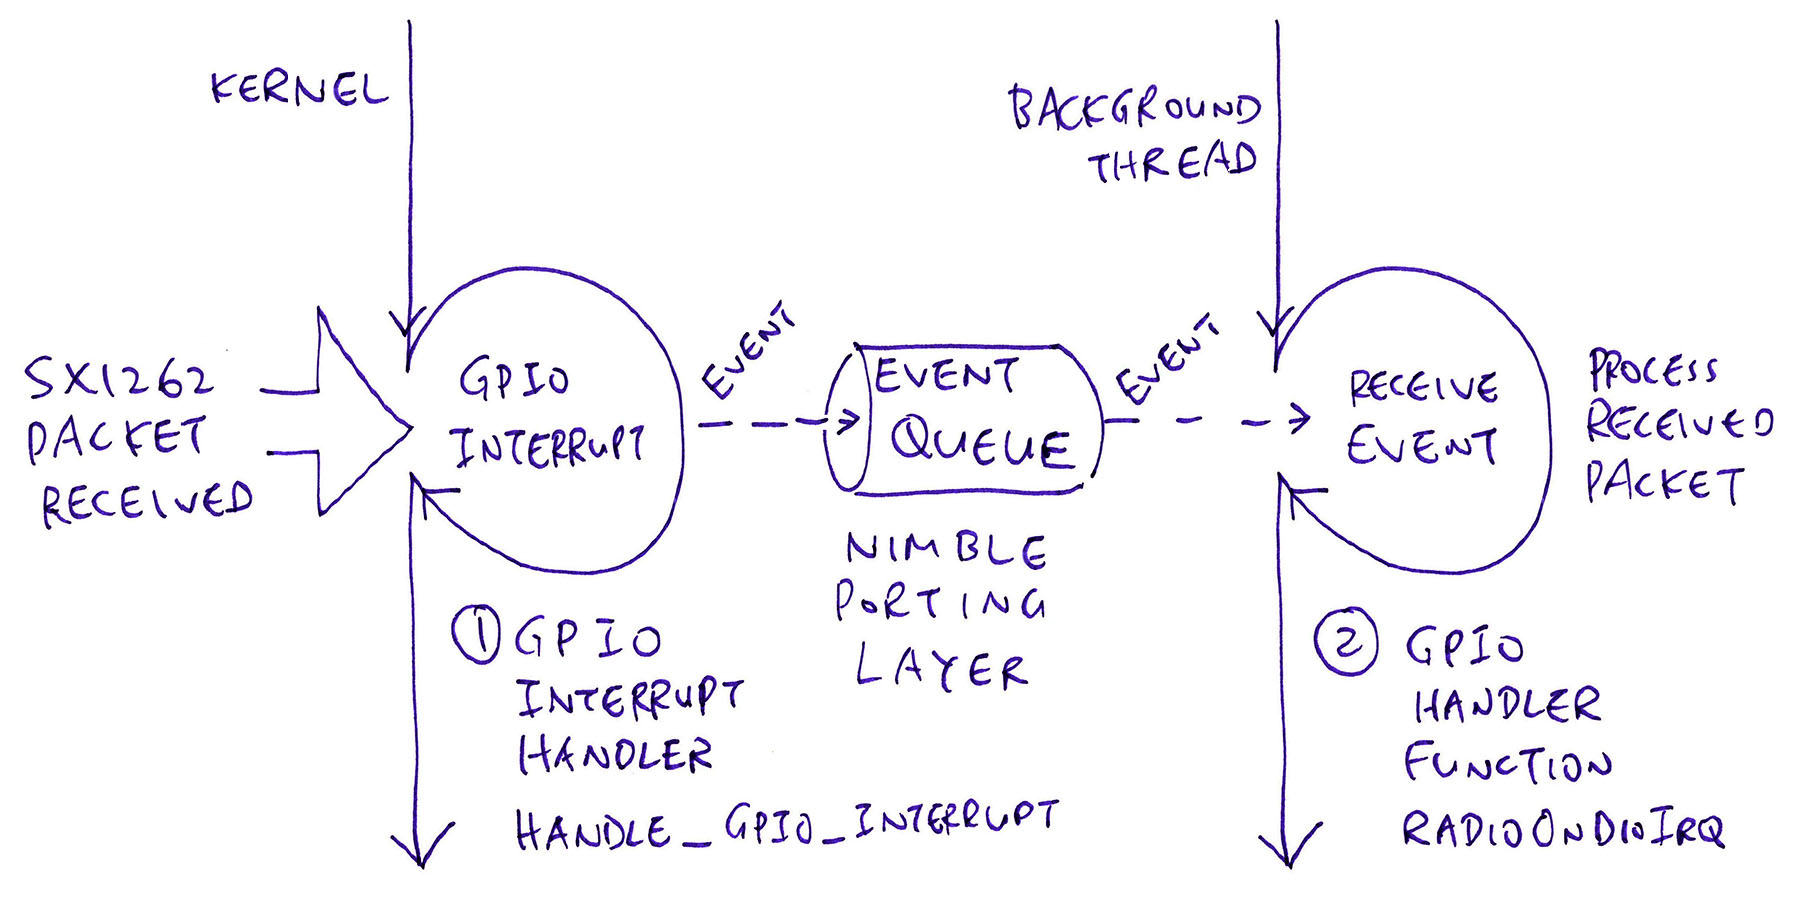 KERNEL
BACKGROUND
THREAD
SX1262
PACKET
RECEIVED
GPIO
INTERRUPT
EVENT
EVENT
QUEUE
EVENT
RECEIVE
EVENT
PROCESS
RECEIVED
PACKET
NIMBLE
PORTING
LAYER
1 GPIO
INTERRUPT
HANDLER
HANDLE_GPIO_INTERRUPT
2 GPIO
HANDLER
FUNCTION
RADIOONDIOIRQ